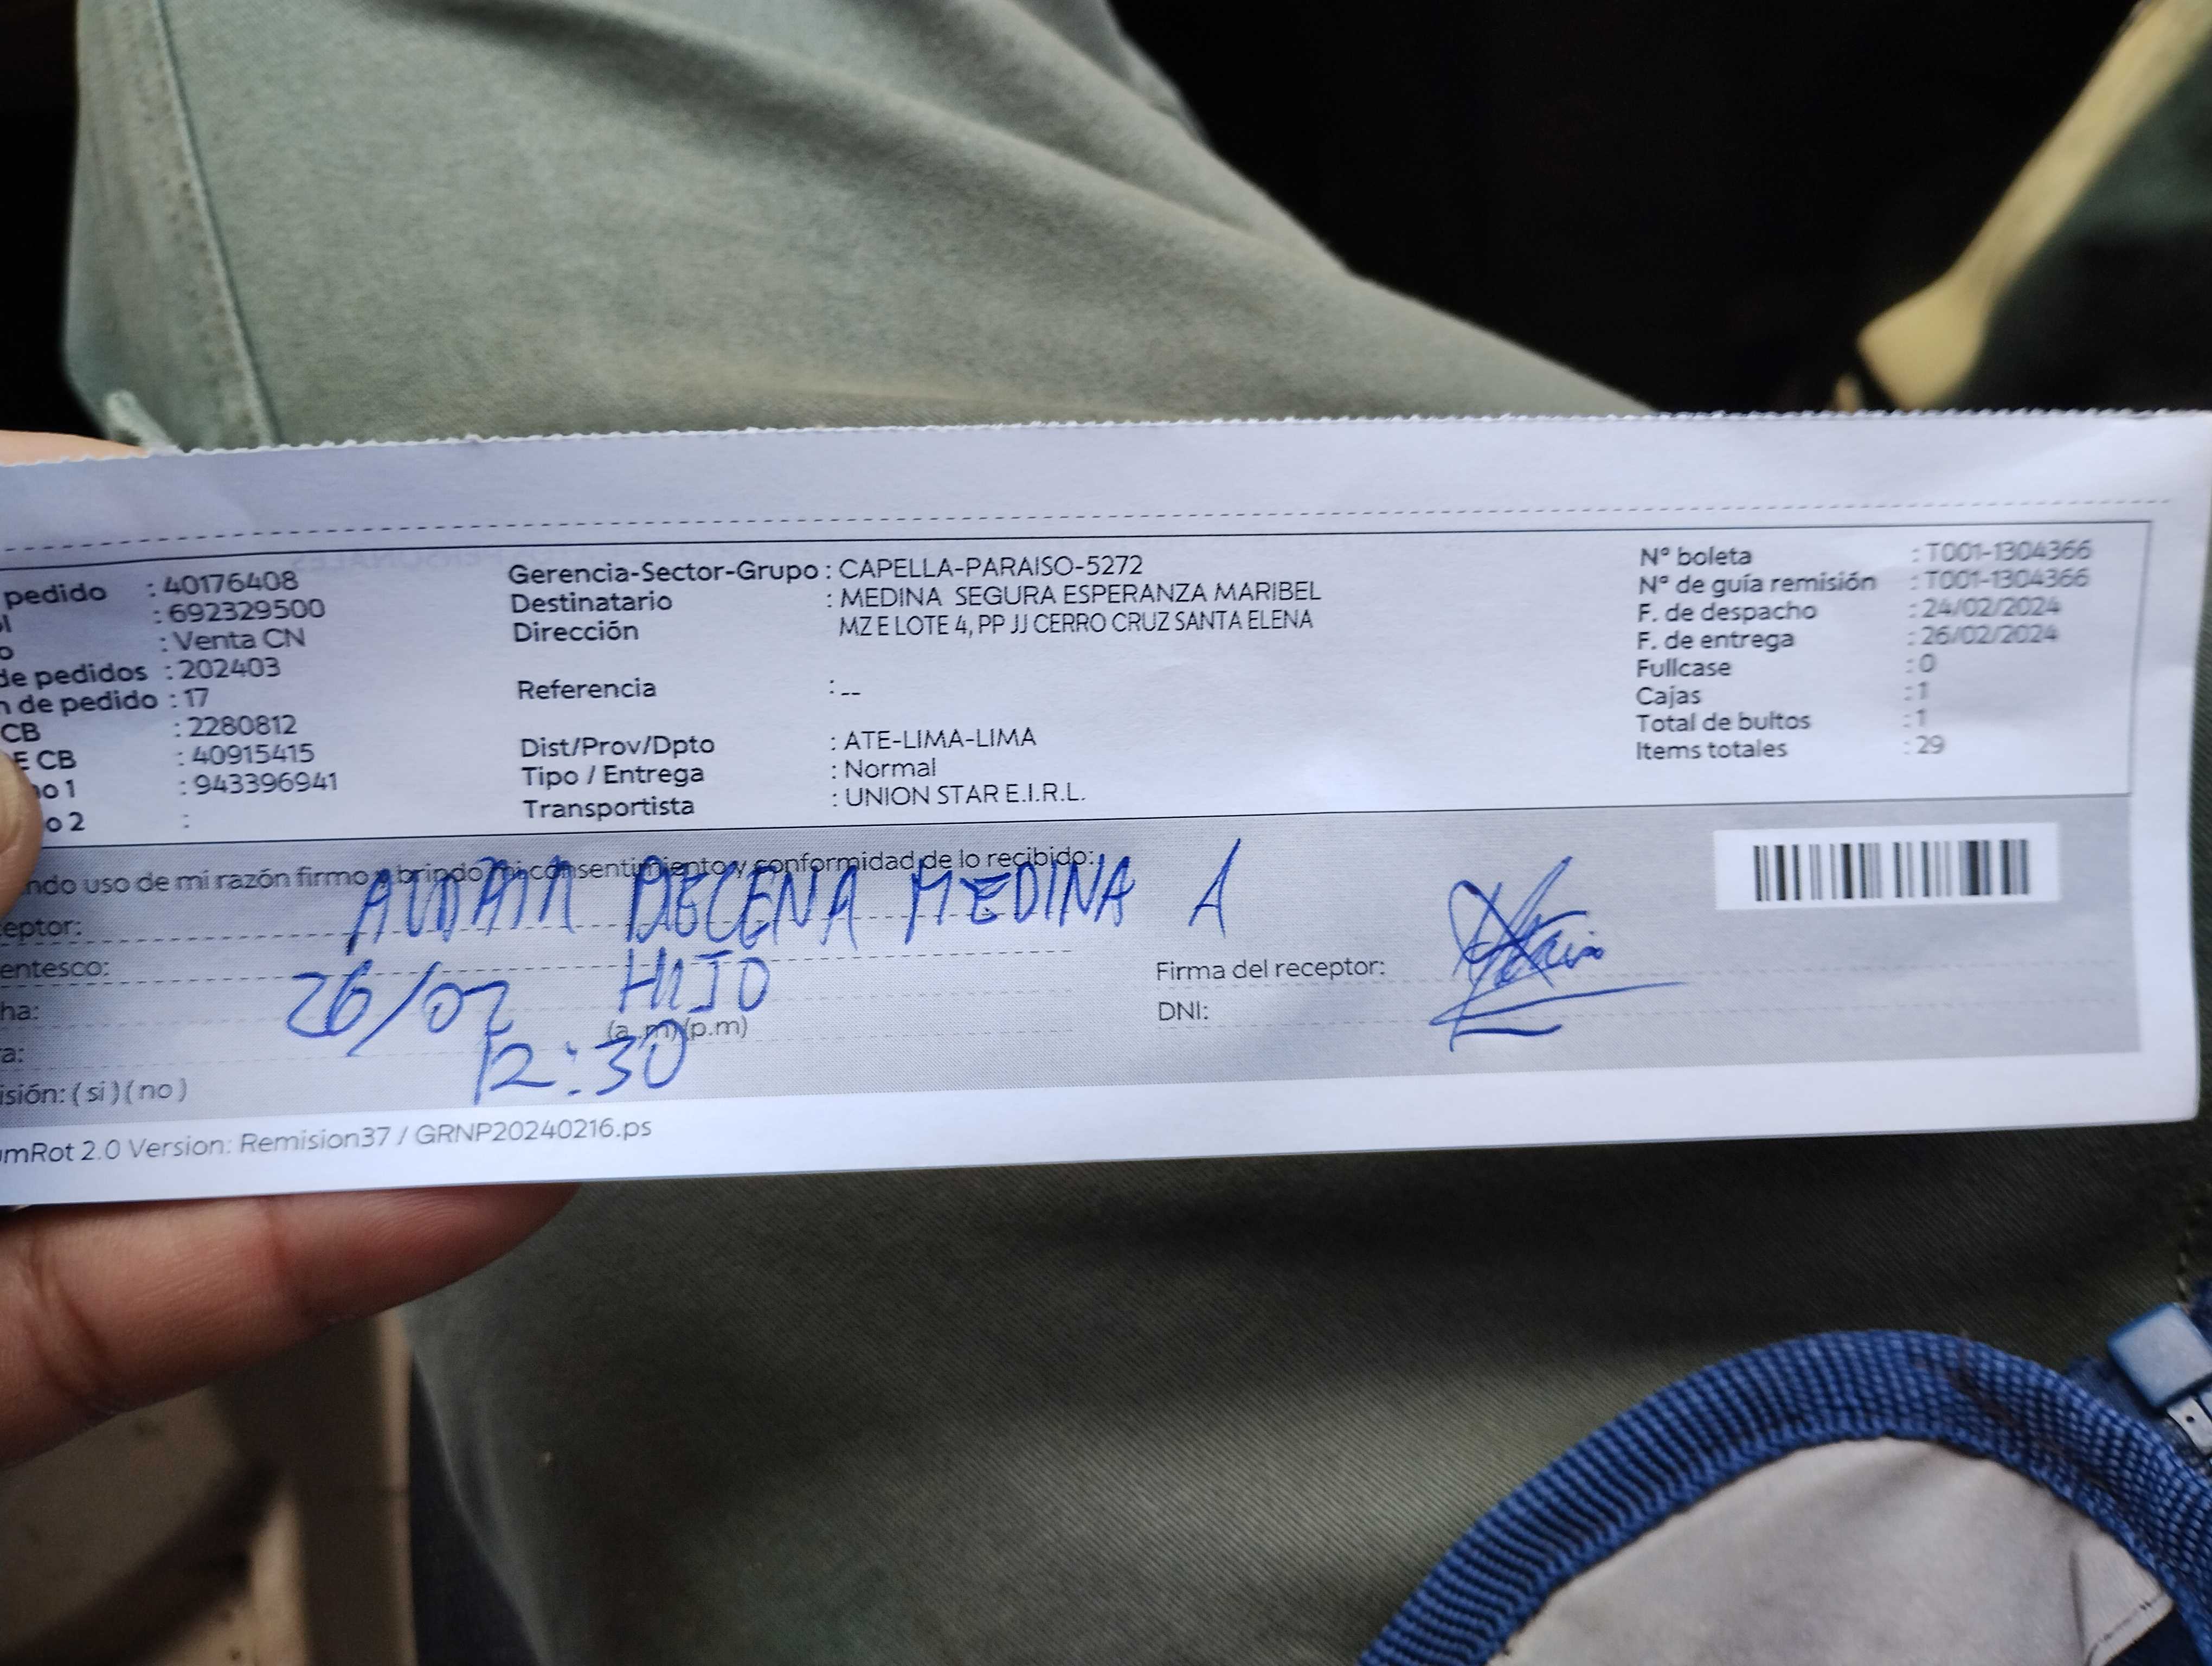 pedido : 40176408
: 692329500
: Venta CN
de pedidos : 202403
n de pedido : 17
CB : 2280812
E CB : 40915415
no 1 : 943396941
o 2 :
Gerencia-Sector-Grupo : CAPELLA-PARAISO-5272
Destinatario : MEDINA SEGURA ESPERANZA MARIBEL
Dirección MZ E LOTE 4, PP JJ CERRO CRUZ SANTA ELENA
Referencia : --
Dist/Prov/Dpto : ATE-LIMA-LIMA
Tipo / Entrega : Normal
Transportista : UNION STAR E.I.R.L.
Nº boleta : T001-1304366
Nº de guía remisión : T001-1304366
F. de despacho : 24/02/2024
F. de entrega : 26/02/2024
Fullcase : 0
Cajas : 1
Total de bultos : 1
Items totales : 29
ndo uso de mi razón firmo y brindo mi consentimiento y conformidad de lo recibido:
eptor: DECENA MEDINA A
entesco: HIJO
ha: 26/02
(a.m)(p.m)
a: 12:30
isión: ( si ) ( no )
Firma del receptor:
DNI:
mRot 2.0 Version: Remision37 / GRNP20240216.ps